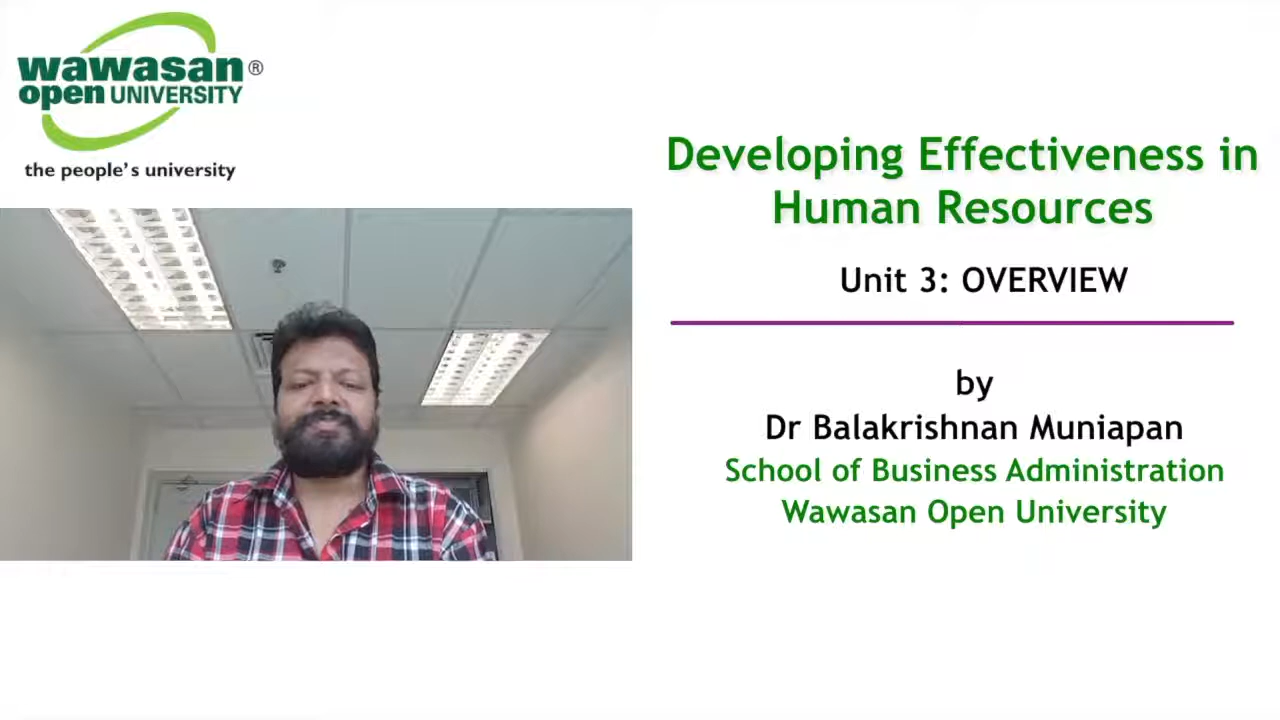 wawasan®
open UNIVERSITY
the people's university
Developing Effectiveness in
Human Resources
Unit 3: OVERVIEW
by
Dr Balakrishnan Muniapan
School of Business Administration
Wawasan Open University